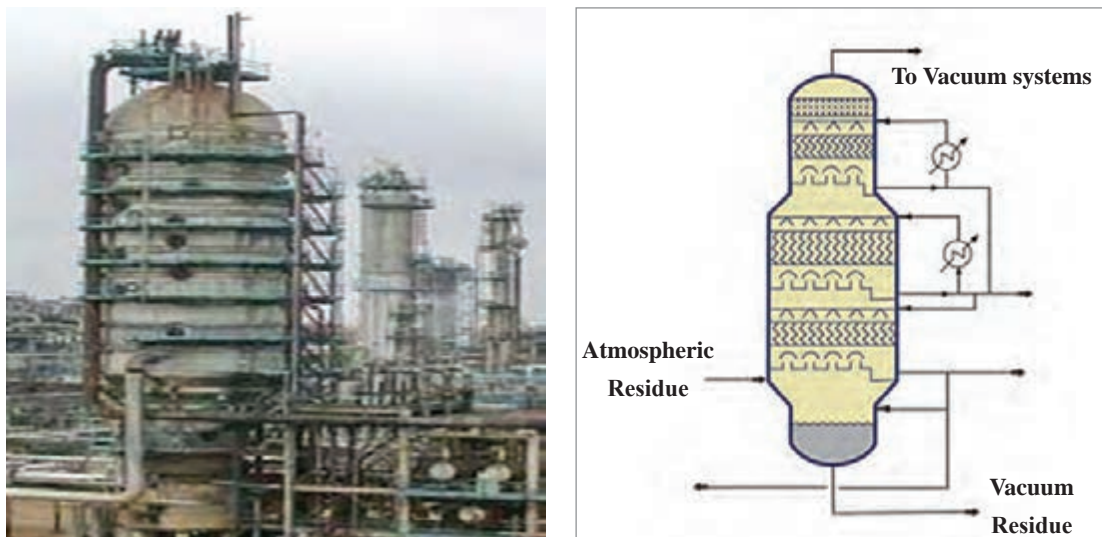 To Vacuum systems
Atmospheric
Residue
Vacuum
Residue